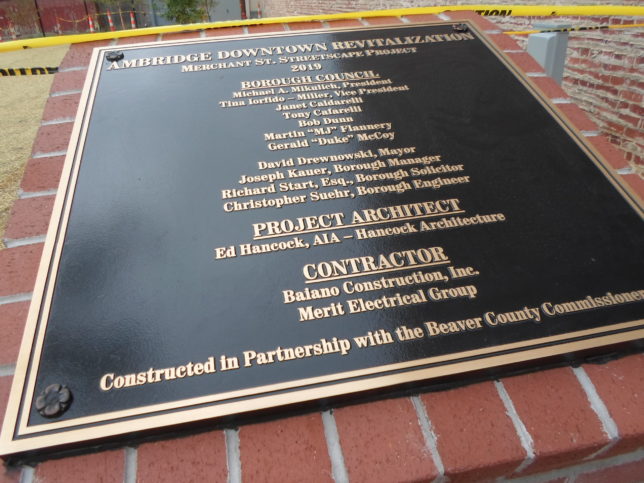 CAUTION
AMBRIDGE DOWNTOWN REVITALIZATION
MERCHANT ST. STREETSCAPE PROJECT
2019
BOROUGH COUNCIL
Michael A. Mikulich, President
Tina Iorfido – Miller, Vice President
Janet Caldarelli
Tony Cafarelli
Bob Dunn
Martin "MJ" Flannery
Gerald "Duke" McCoy
David Drewnowski, Mayor
Joseph Kauer, Borough Manager
Richard Start, Esq., Borough Solicitor
Christopher Suehr, Borough Engineer
PROJECT ARCHITECT
Ed Hancock, AIA – Hancock Architecture
CONTRACTOR
Baiano Construction, Inc.
Merit Electrical Group
Constructed in Partnership with the Beaver County Commissioner